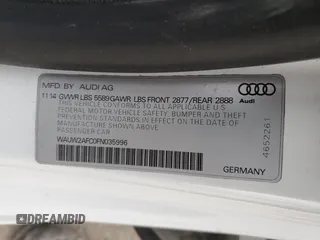 MFD. BY AUDI AG
11 14 GVWR LBS 5589 GAWR LBS FRONT 2877/REAR 2888
THIS VEHICLE CONFORMS TO ALL APPLICABLE U.S.
FEDERAL MOTOR VEHICLE SAFETY, BUMPER AND THEFT
PREVENTION STANDARDS IN EFFECT
ON THE DATE OF MANUFACTURE SHOWN ABOVE.
PASSENGER CAR
WAUW2AFC0FN035996
GERMANY
Audi
4652261
DREAMBID